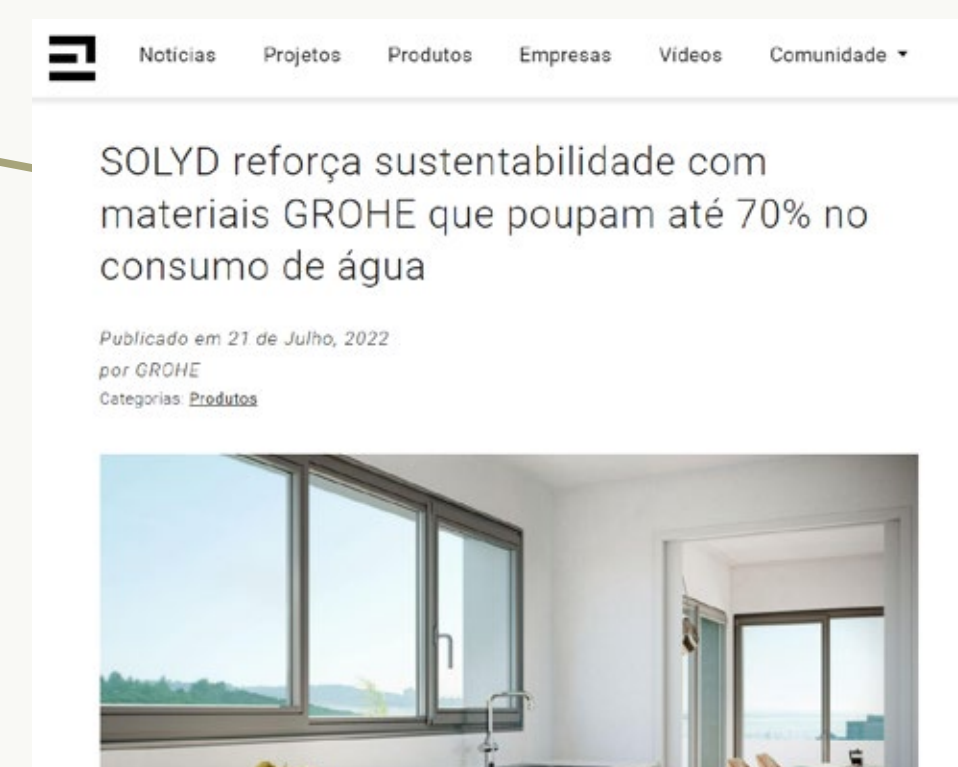 Notícias Projetos Produtos Empresas Vídeos Comunidade
SOLYD reforça sustentabilidade com
materiais GROHE que poupam até 70% no
consumo de água
Publicado em 21 de Julho, 2022
por GROHE
Categorias: Produtos